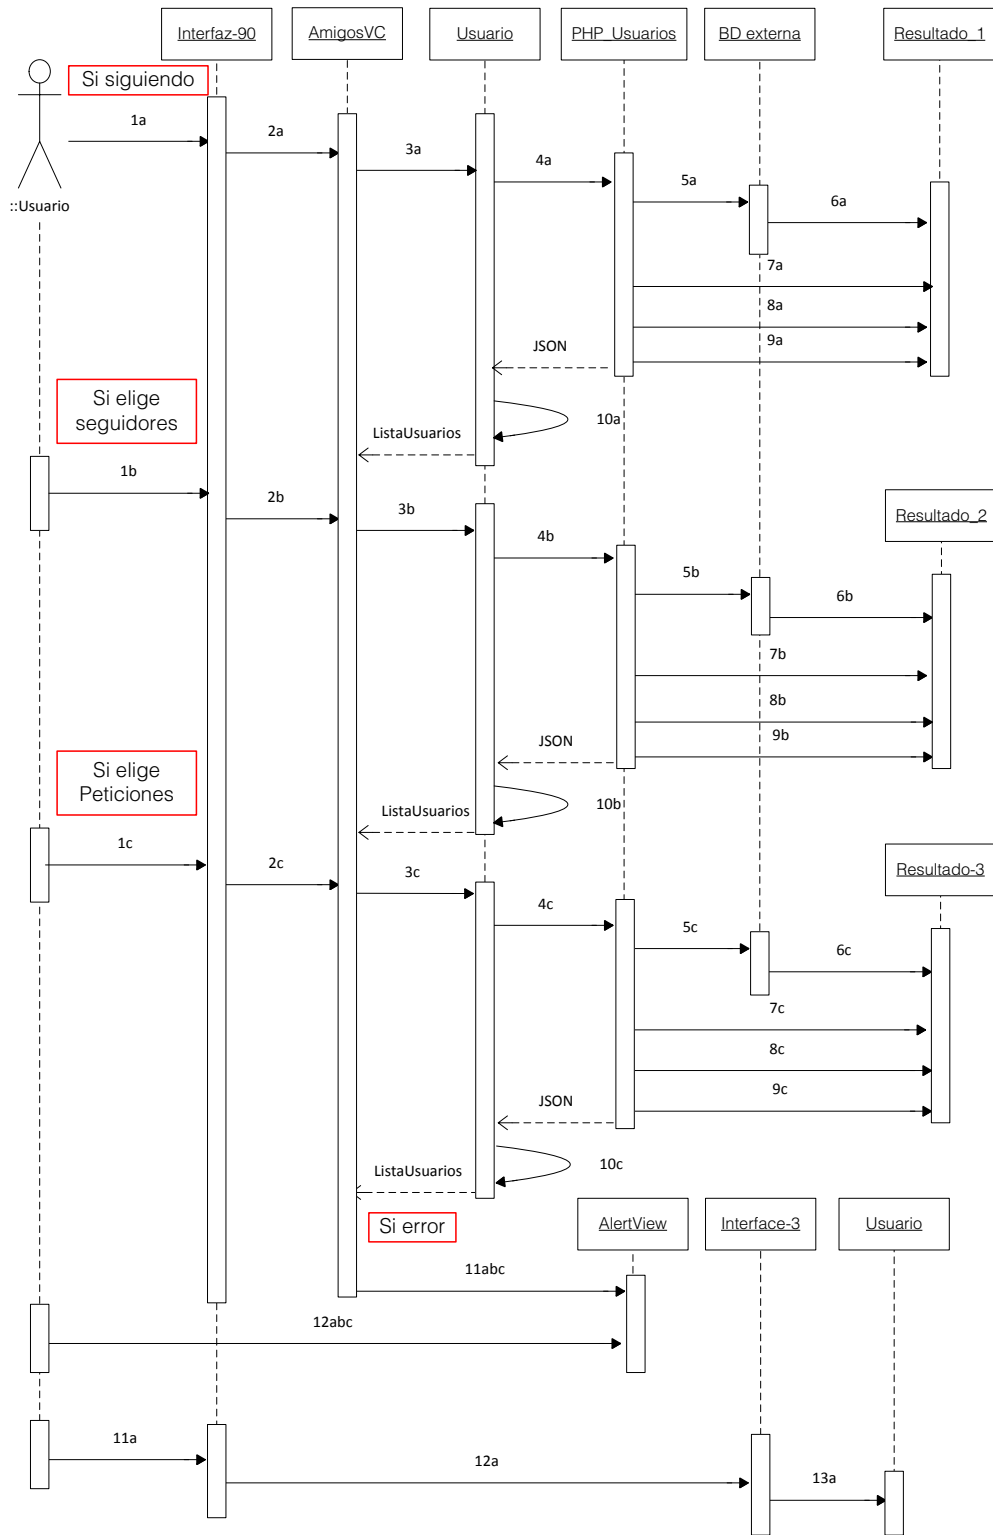 Interfaz-90
AmigosVC
Usuario
PHP_Usuarios
BD externa
Resultado_1
Si siguiendo
1a
2a
3a
4a
5a
6a
::Usuario
7a
8a
9a
JSON
Si elige
seguidores
10a
ListaUsuarios
1b
2b
3b
4b
Resultado_2
5b
6b
7b
8b
9b
JSON
Si elige
Peticiones
10b
ListaUsuarios
1c
2c
3c
4c
Resultado-3
5c
6c
7c
8c
9c
JSON
10c
ListaUsuarios
Si error
AlertView
Interface-3
Usuario
11abc
12abc
11a
12a
13a